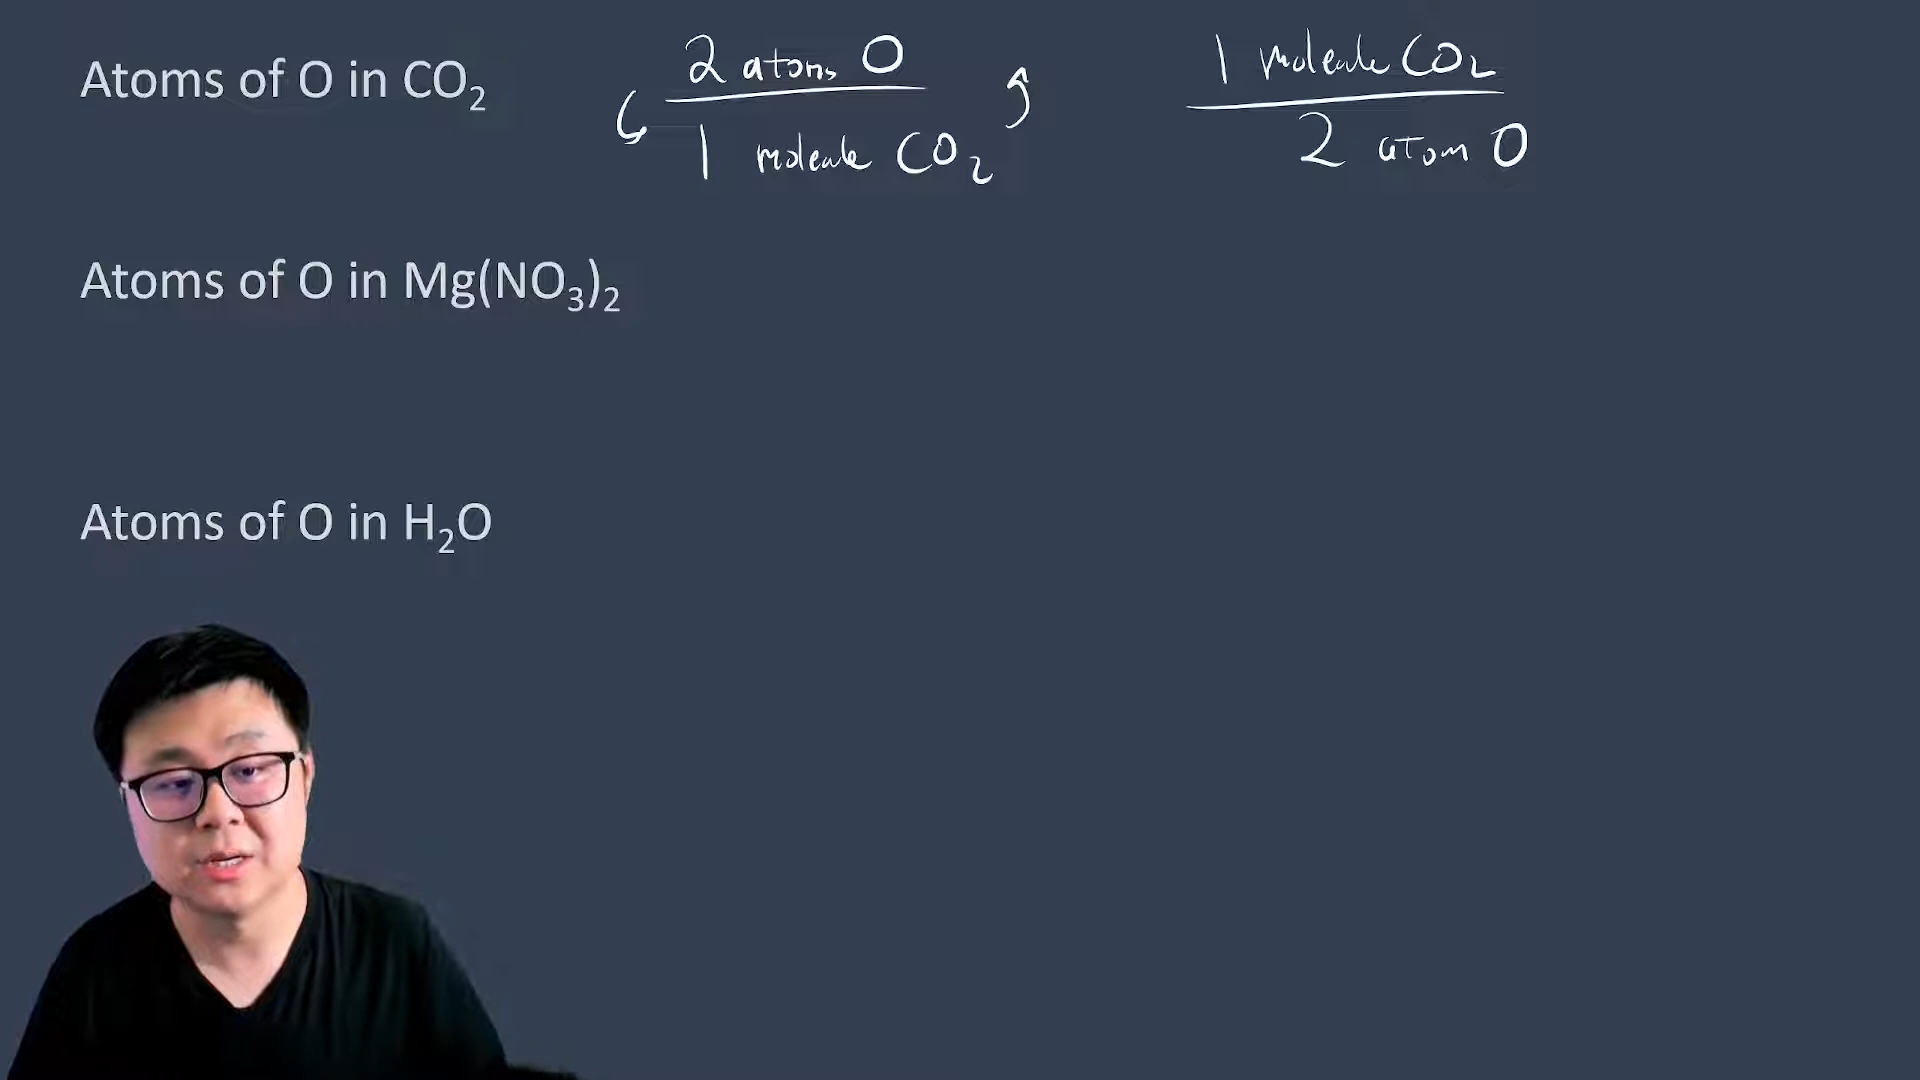 Atoms of O in CO₂
2 atoms O
1 molecule CO₂
1 molecule CO₂
2 atom O
Atoms of O in Mg(NO₃)₂
Atoms of O in H₂O